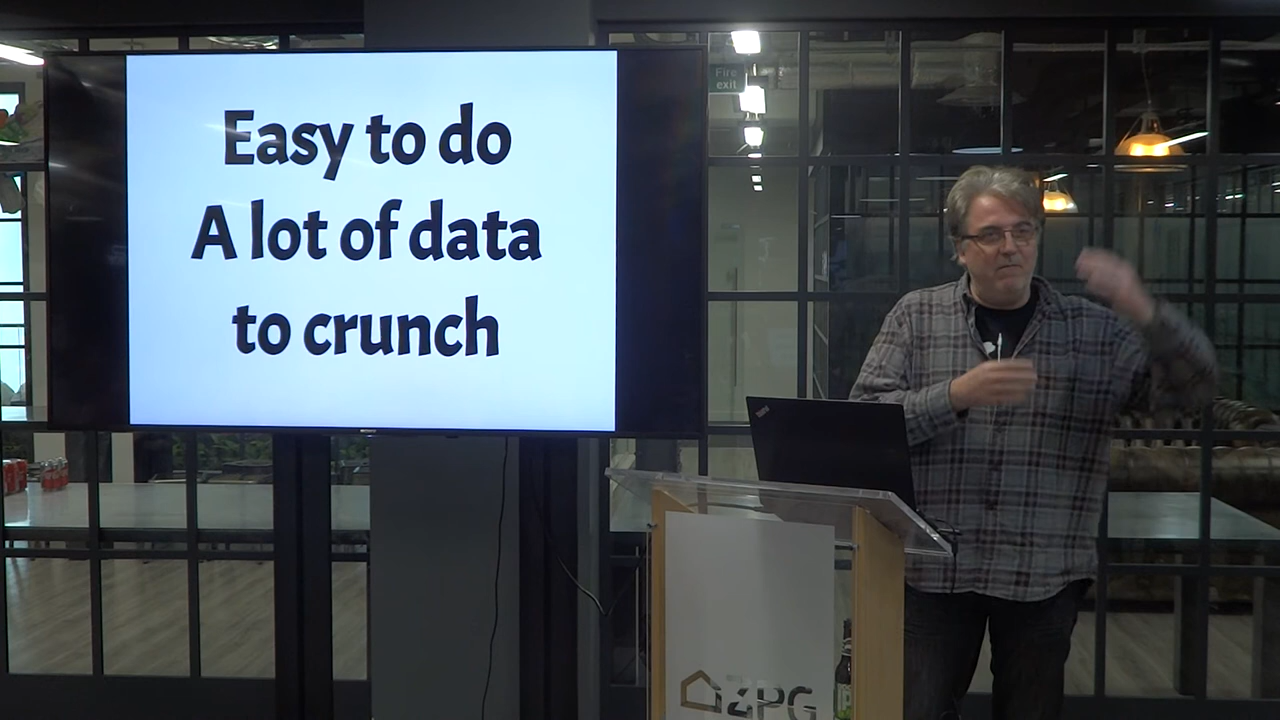 Easy to do
A lot of data
to crunch
Fire
exit
ZPG